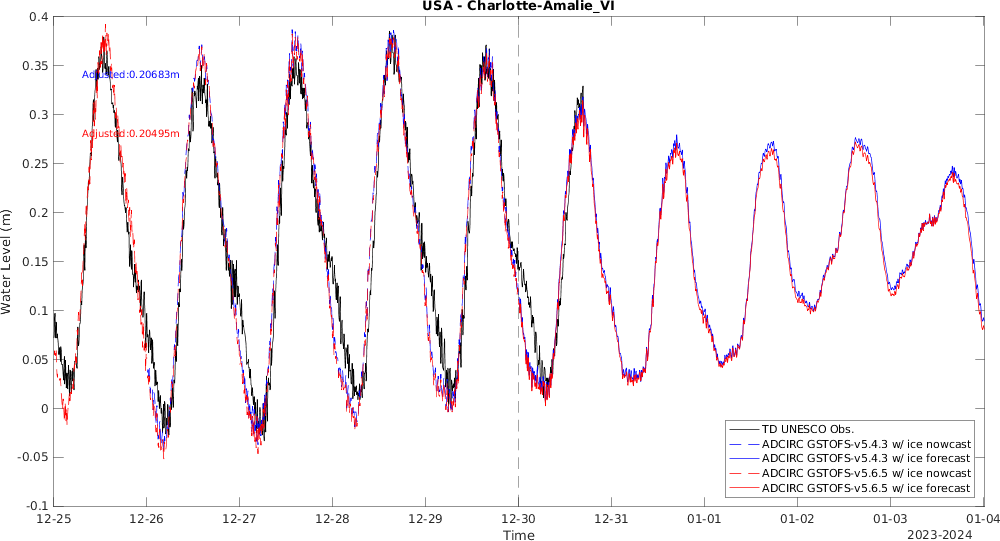 USA - Charlotte-Amalie_VI
0.4
0.35
0.3
0.25
0.2
0.15
0.1
0.05
0
-0.05
-0.1
Water Level (m)
Adjusted:0.20683m
Adjusted:0.20495m
TD UNESCO Obs.
ADCIRC GSTOFS-v5.4.3 w/ ice nowcast
ADCIRC GSTOFS-v5.4.3 w/ ice forecast
ADCIRC GSTOFS-v5.6.5 w/ ice nowcast
ADCIRC GSTOFS-v5.6.5 w/ ice forecast
12-25 12-26 12-27 12-28 12-29 12-30 12-31 01-01 01-02 01-03 01-04
Time
2023-2024